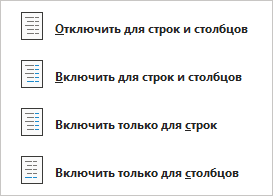 Отключить для строк и столбцов
Включить для строк и столбцов
Включить только для строк
Включить только для столбцов